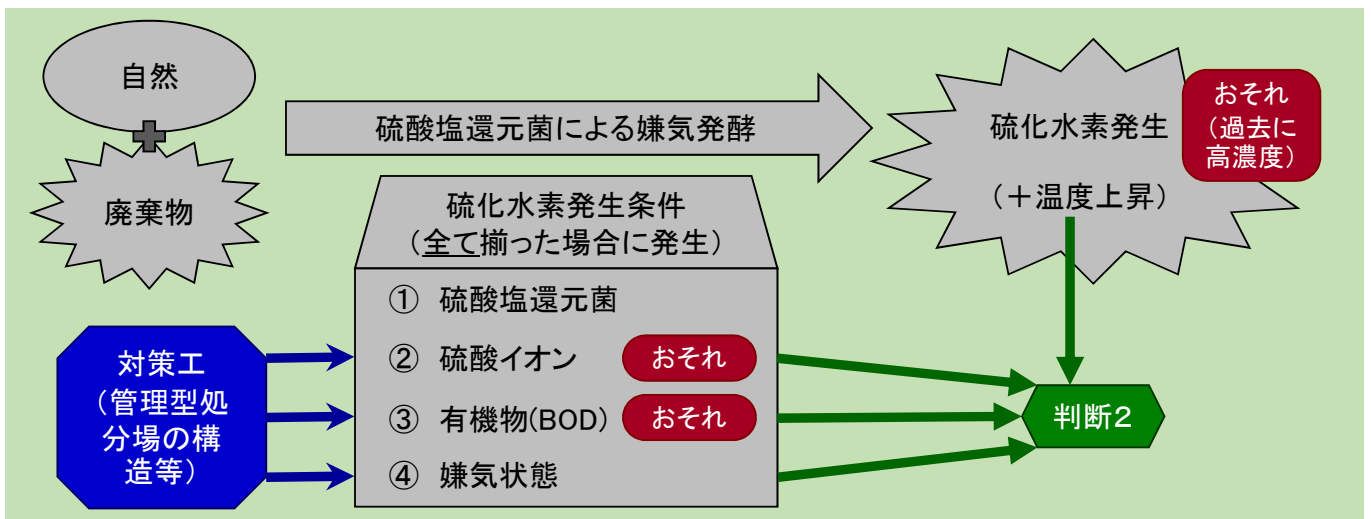 自然
廃棄物
硫酸塩還元菌による嫌気発酵
硫化水素発生
(+温度上昇)
おそれ
(過去に
高濃度)
硫化水素発生条件
(全て揃った場合に発生)
① 硫酸塩還元菌
② 硫酸イオン おそれ
③ 有機物(BOD) おそれ
④ 嫌気状態
対策工
(管理型処
分場の構
造等)
判断2